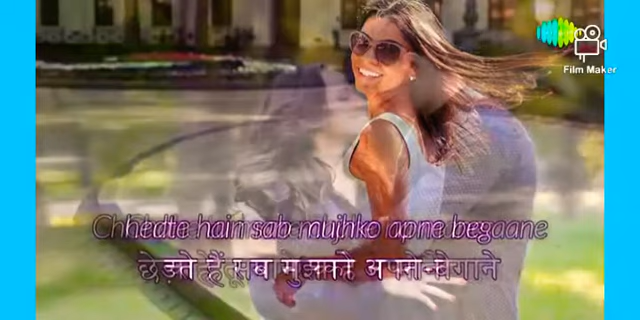 Film Maker
Chhedte hain sab mujhko apne begaane
छेड़ते हैं सब मुझको अपने बेगाने